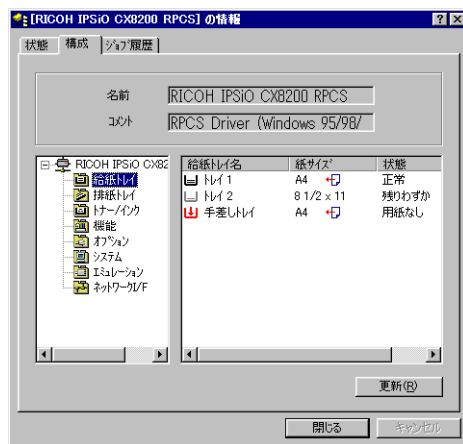 [RICOH IPSiO CX8200 RPCS] の情報
状態 構成 ジョブ履歴
名前 RICOH IPSiO CX8200 RPCS
コメント RPCS Driver (Windows 95/98/
RICOH IPSiO CX82
給紙トレイ
排紙トレイ
トナー/インク
機能
オプション
システム
エミュレーション
ネットワークI/F
給紙トレイ名 紙サイズ 状態
トレイ 1 A4 正常
トレイ 2 8 1/2 x 11 残りわずか
手差しトレイ A4 用紙なし
更新(R)
閉じる キャンセル